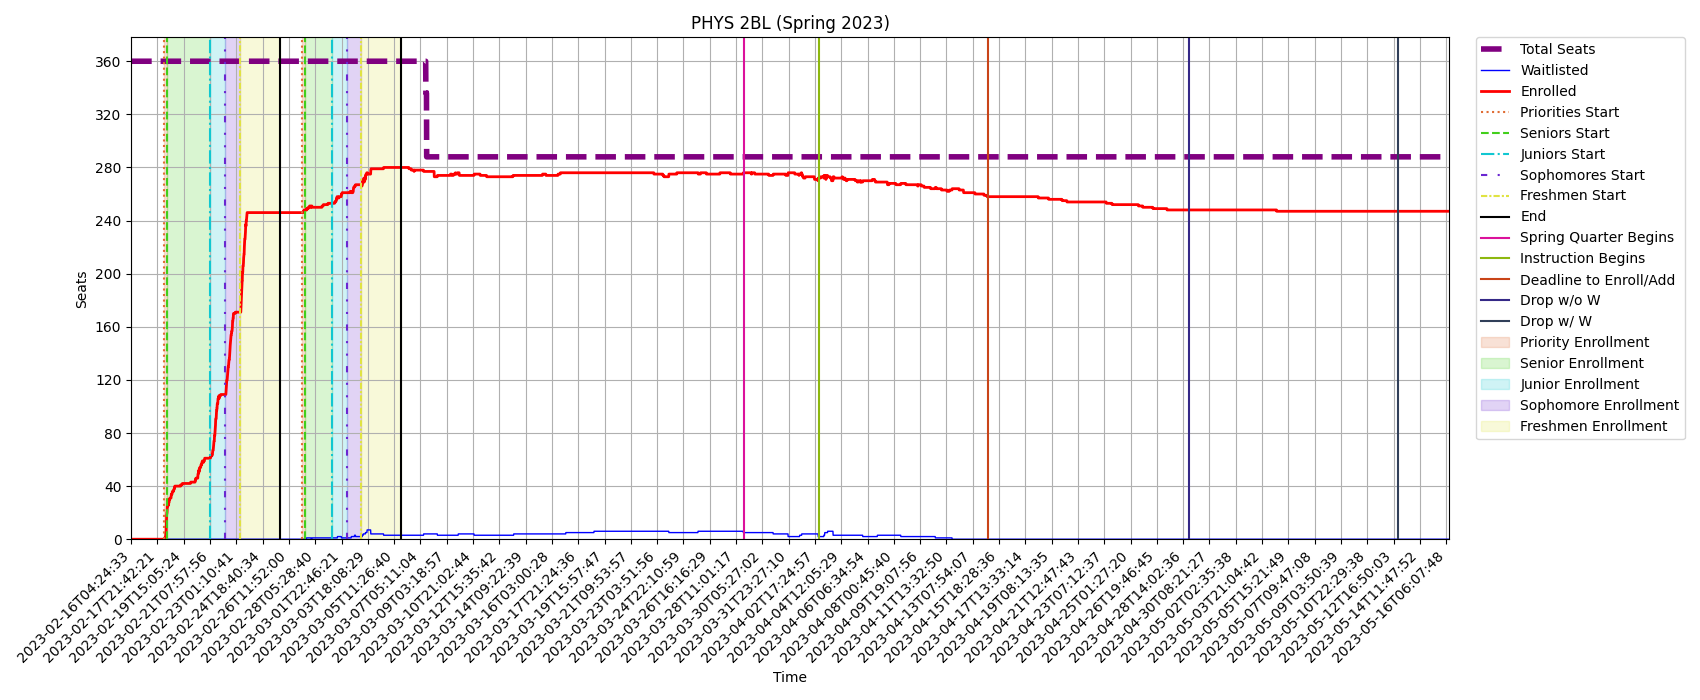 PHYS 2BL (Spring 2023)
Seats
360
320
280
240
200
160
120
80
40
0
2023-02-16T04:24:33
2023-02-17T21:42:21
2023-02-19T15:05:24
2023-02-21T07:57:56
2023-02-23T01:10:41
2023-02-24T18:40:34
2023-02-26T11:52:00
2023-02-28T05:28:40
2023-03-01T22:46:21
2023-03-03T18:08:29
2023-03-05T11:26:40
2023-03-07T05:11:04
2023-03-09T03:18:57
2023-03-10T21:02:44
2023-03-12T15:35:42
2023-03-14T09:22:39
2023-03-16T03:00:28
2023-03-17T21:24:36
2023-03-19T15:57:47
2023-03-21T09:53:57
2023-03-23T03:51:56
2023-03-24T22:10:59
2023-03-26T16:16:29
2023-03-28T11:01:17
2023-03-30T05:27:02
2023-03-31T23:27:10
2023-04-02T17:24:57
2023-04-04T12:05:29
2023-04-06T06:34:54
2023-04-08T00:45:40
2023-04-09T19:07:56
2023-04-11T13:32:50
2023-04-13T07:54:07
2023-04-15T18:28:36
2023-04-17T13:33:14
2023-04-19T08:13:35
2023-04-21T12:47:43
2023-04-23T07:12:37
2023-04-25T01:27:20
2023-04-26T19:46:45
2023-04-28T14:02:36
2023-04-30T08:21:27
2023-05-02T02:35:38
2023-05-03T21:04:42
2023-05-05T15:21:49
2023-05-07T09:47:08
2023-05-09T03:50:39
2023-05-10T22:29:38
2023-05-12T16:50:03
2023-05-14T11:47:52
2023-05-16T06:07:48
Time
Total Seats
Waitlisted
Enrolled
Priorities Start
Seniors Start
Juniors Start
Sophomores Start
Freshmen Start
End
Spring Quarter Begins
Instruction Begins
Deadline to Enroll/Add
Drop w/o W
Drop w/ W
Priority Enrollment
Senior Enrollment
Junior Enrollment
Sophomore Enrollment
Freshmen Enrollment